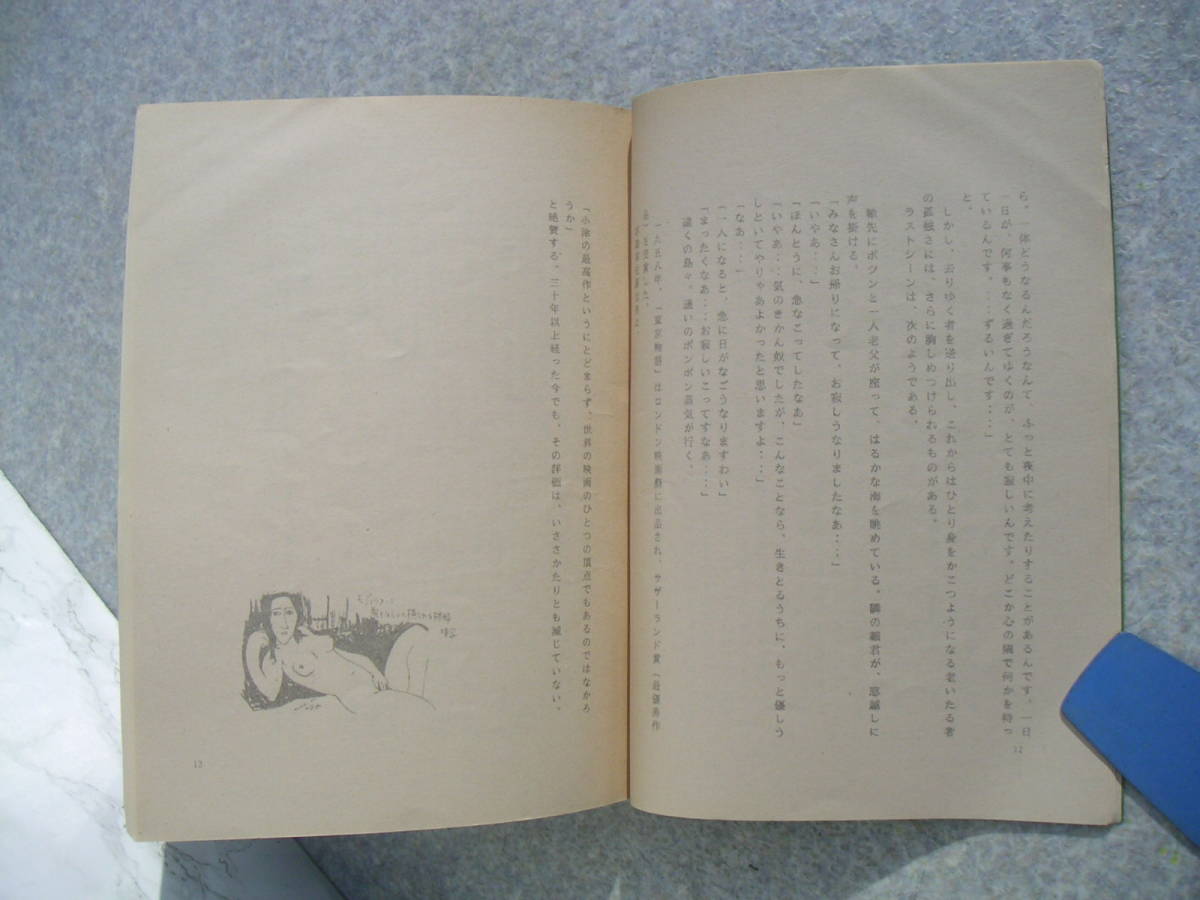 ら、一体どうなるんだろうなんて、ふっと夜中に考えたりすることがあるんです。一日
一日が、何事もなく過ぎてゆくのが、とても寂しいんです。どこか心の隅で何かを待っ
ているんです。・・ずるいんです・・・」
と。
しかし、去りゆく者を送り出し、これからはひとり身をかこつようになる老いたる者
の孤独さには、さらに胸しめつけられるものがある。
ラストシーンは、次のようである。
縁先にポツンと一人老父が座って、はるかな海を眺めている。隣の細君が、窓越しに
声を掛ける。
「みなさんお帰りになって、お寂しうなりましたなあ・・・」
「いやあ・・・」
「ほんとうに、急なこってしたなあ」
「いやあ・・・気のきかん奴でしたが、こんなことなら、生きとるうちに、もっと優しう
しといてやりゃあよかったと思いますよ・・・」
「なあ・・・」
「一人になると、急に日がなごうなりますわい」
「まったくなあ・・・お寂しいこってすなあ・・・」
遠くの島々。通いのポンポン蒸気が行く。
一九五八年、「東京物語」はロンドン映画祭に出品され、サザーランド賞（最優秀作
12
「小津の最高作というにとどまらず、世界の映画のひとつの頂点でもあるのではなかろ
うか」
と絶賛する。三十年以上経った今でも、その評価は、いささかたりとも減じていない。
13